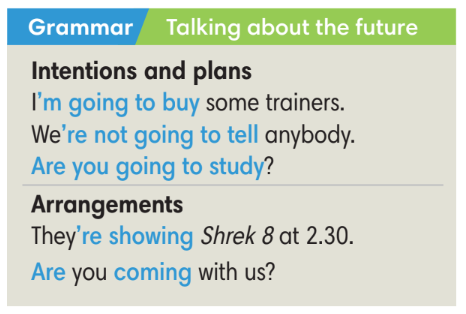 Grammar Talking about the future
Intentions and plans
I'm going to buy some trainers.
We're not going to tell anybody.
Are you going to study?
Arrangements
They're showing Shrek 8 at 2.30.
Are you coming with us?